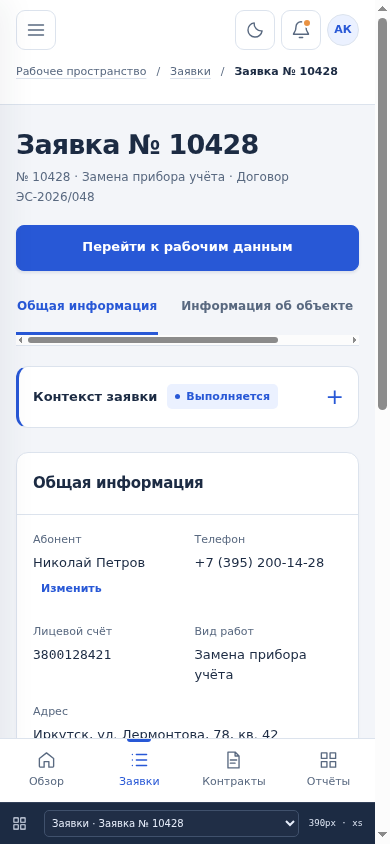 АК
Рабочее пространство / Заявки / Заявка № 10428
Заявка № 10428
№ 10428 · Замена прибора учёта · Договор
ЭС-2026/048
Перейти к рабочим данным
Общая информация Информация об объекте
Контекст заявки • Выполняется +
Общая информация
Абонент Телефон
Николай Петров +7 (395) 200-14-28
Изменить
Лицевой счёт Вид работ
3800128421 Замена прибора
учёта
Адрес
Иркутск, ул. Лермонтова, 78, кв. 42
Обзор Заявки Контракты Отчёты
Заявки · Заявка № 10428 390px · xs